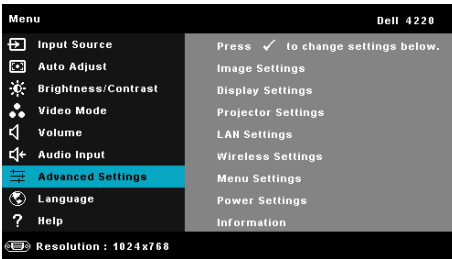 Menu Dell 4220
Input Source Press ✓ to change settings below.
Auto Adjust Image Settings
Brightness/Contrast Display Settings
Video Mode Projector Settings
Volume LAN Settings
Audio Input Wireless Settings
Advanced Settings Menu Settings
Language Power Settings
? Help Information
Resolution : 1024x768